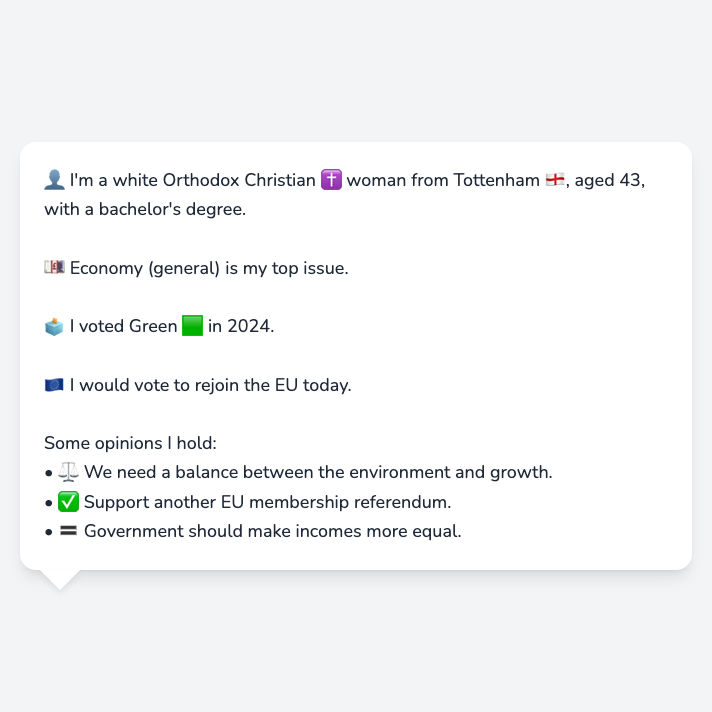 👤 I'm a white Orthodox Christian ✝️ woman from Tottenham 🏴󠁧󠁢󠁥󠁮󠁧󠁿, aged 43,
with a bachelor's degree.
💷 Economy (general) is my top issue.
🗳️ I voted Green 🟩 in 2024.
🇪🇺 I would vote to rejoin the EU today.
Some opinions I hold:
• ⚖️ We need a balance between the environment and growth.
• ✅ Support another EU membership referendum.
• 🟰 Government should make incomes more equal.